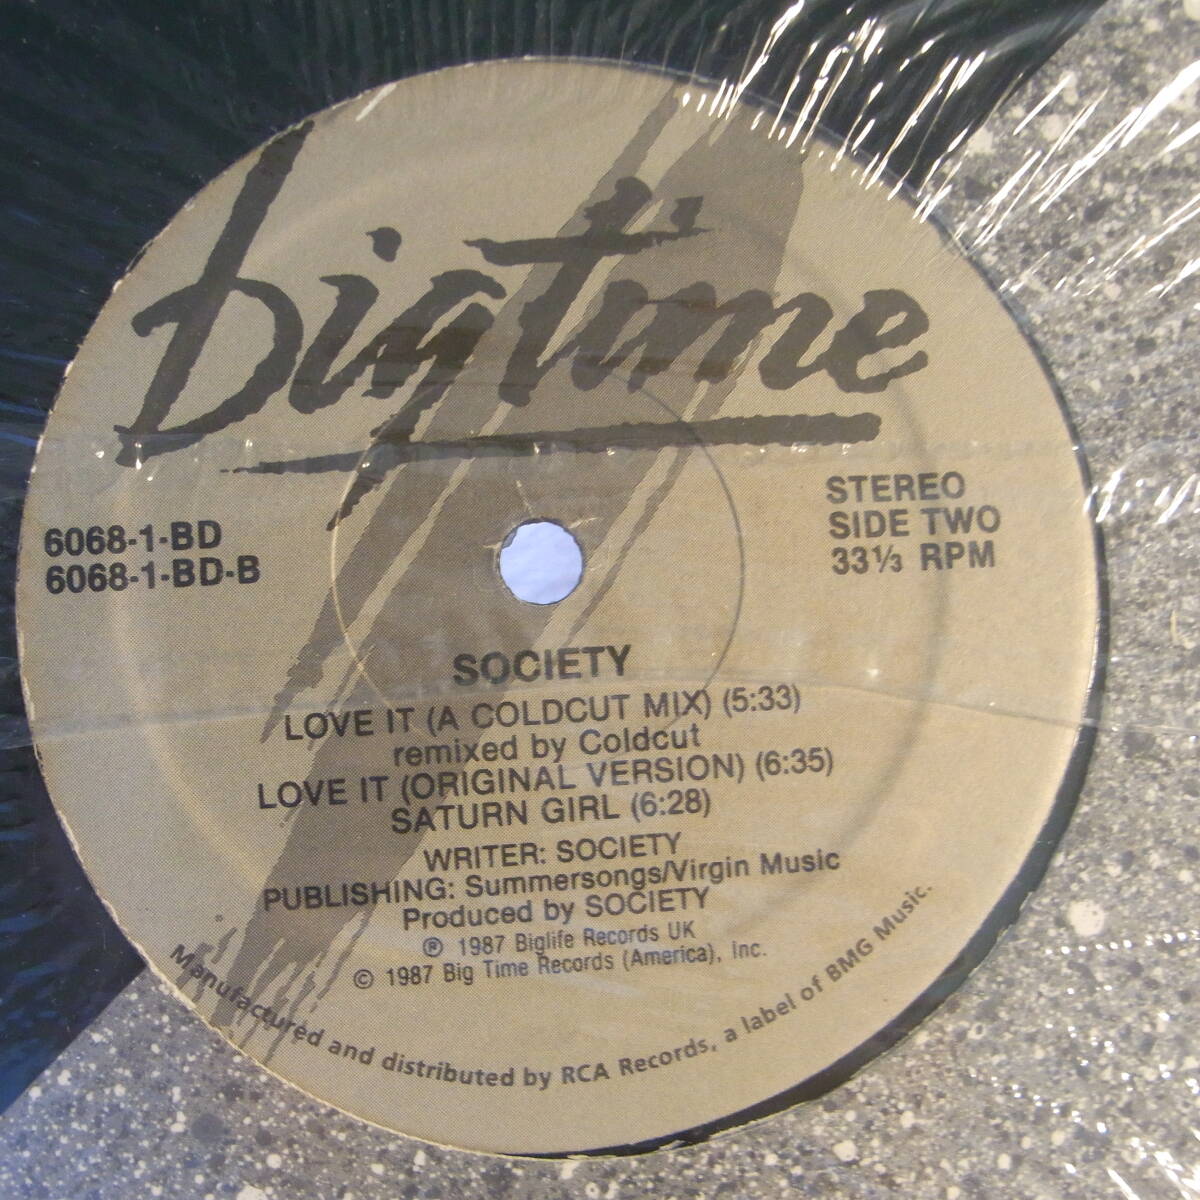 Bigtime
6068-1-BD
6068-1-BD-B
STEREO
SIDE TWO
33⅓ RPM
SOCIETY
LOVE IT (A COLDCUT MIX) (5:33)
remixed by Coldcut
LOVE IT (ORIGINAL VERSION) (6:35)
SATURN GIRL (6:28)
WRITER: SOCIETY
PUBLISHING: Summersongs/Virgin Music
Produced by SOCIETY
℗ 1987 Biglife Records UK
© 1987 Big Time Records (America), Inc.
Manufactured and distributed by RCA Records, a label of BMG Music.